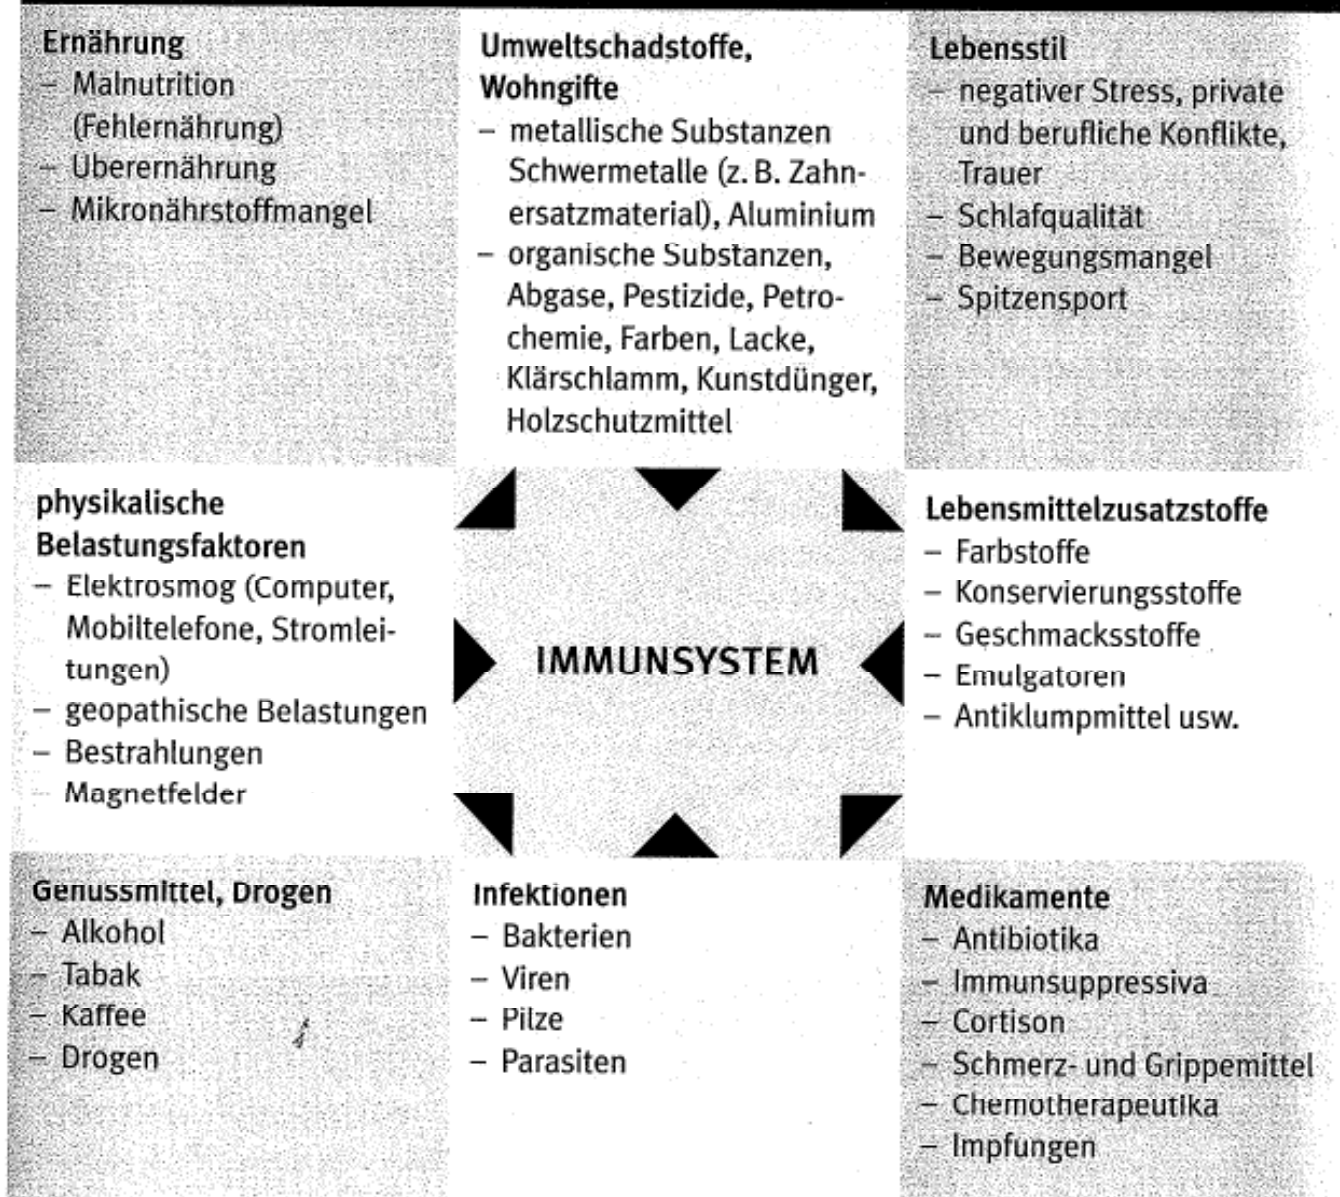 Ernährung
– Malnutrition
(Fehlernährung)
– Überernährung
– Mikronährstoffmangel
Umweltschadstoffe,
Wohngifte
– metallische Substanzen
Schwermetalle (z. B. Zahn-
ersatzmaterial), Aluminium
– organische Substanzen,
Abgase, Pestizide, Petro-
chemie, Farben, Lacke,
Klärschlamm, Kunstdünger,
Holzschutzmittel
Lebensstil
– negativer Stress, private
und berufliche Konflikte,
Trauer
– Schlafqualität
– Bewegungsmangel
– Spitzensport
physikalische
Belastungsfaktoren
– Elektrosmog (Computer,
Mobiltelefone, Stromlei-
tungen)
– geopathische Belastungen
– Bestrahlungen
– Magnetfelder
IMMUNSYSTEM
Lebensmittelzusatzstoffe
– Farbstoffe
– Konservierungsstoffe
– Geschmacksstoffe
– Emulgatoren
– Antiklumpmittel usw.
Genussmittel, Drogen
– Alkohol
– Tabak
– Kaffee
– Drogen
Infektionen
– Bakterien
– Viren
– Pilze
– Parasiten
Medikamente
– Antibiotika
– Immunsuppressiva
– Cortison
– Schmerz- und Grippemittel
– Chemotherapeutika
– Impfungen